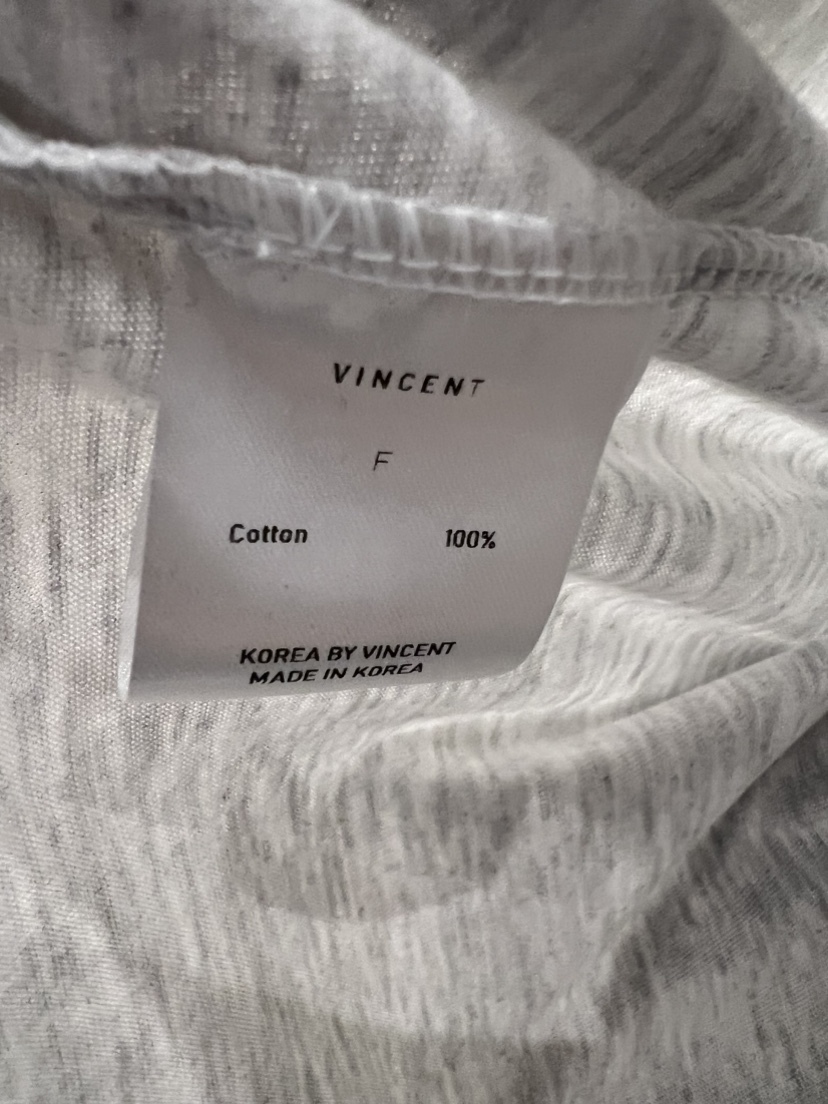 VINCENT
F
Cotton 100%
KOREA BY VINCENT
MADE IN KOREA